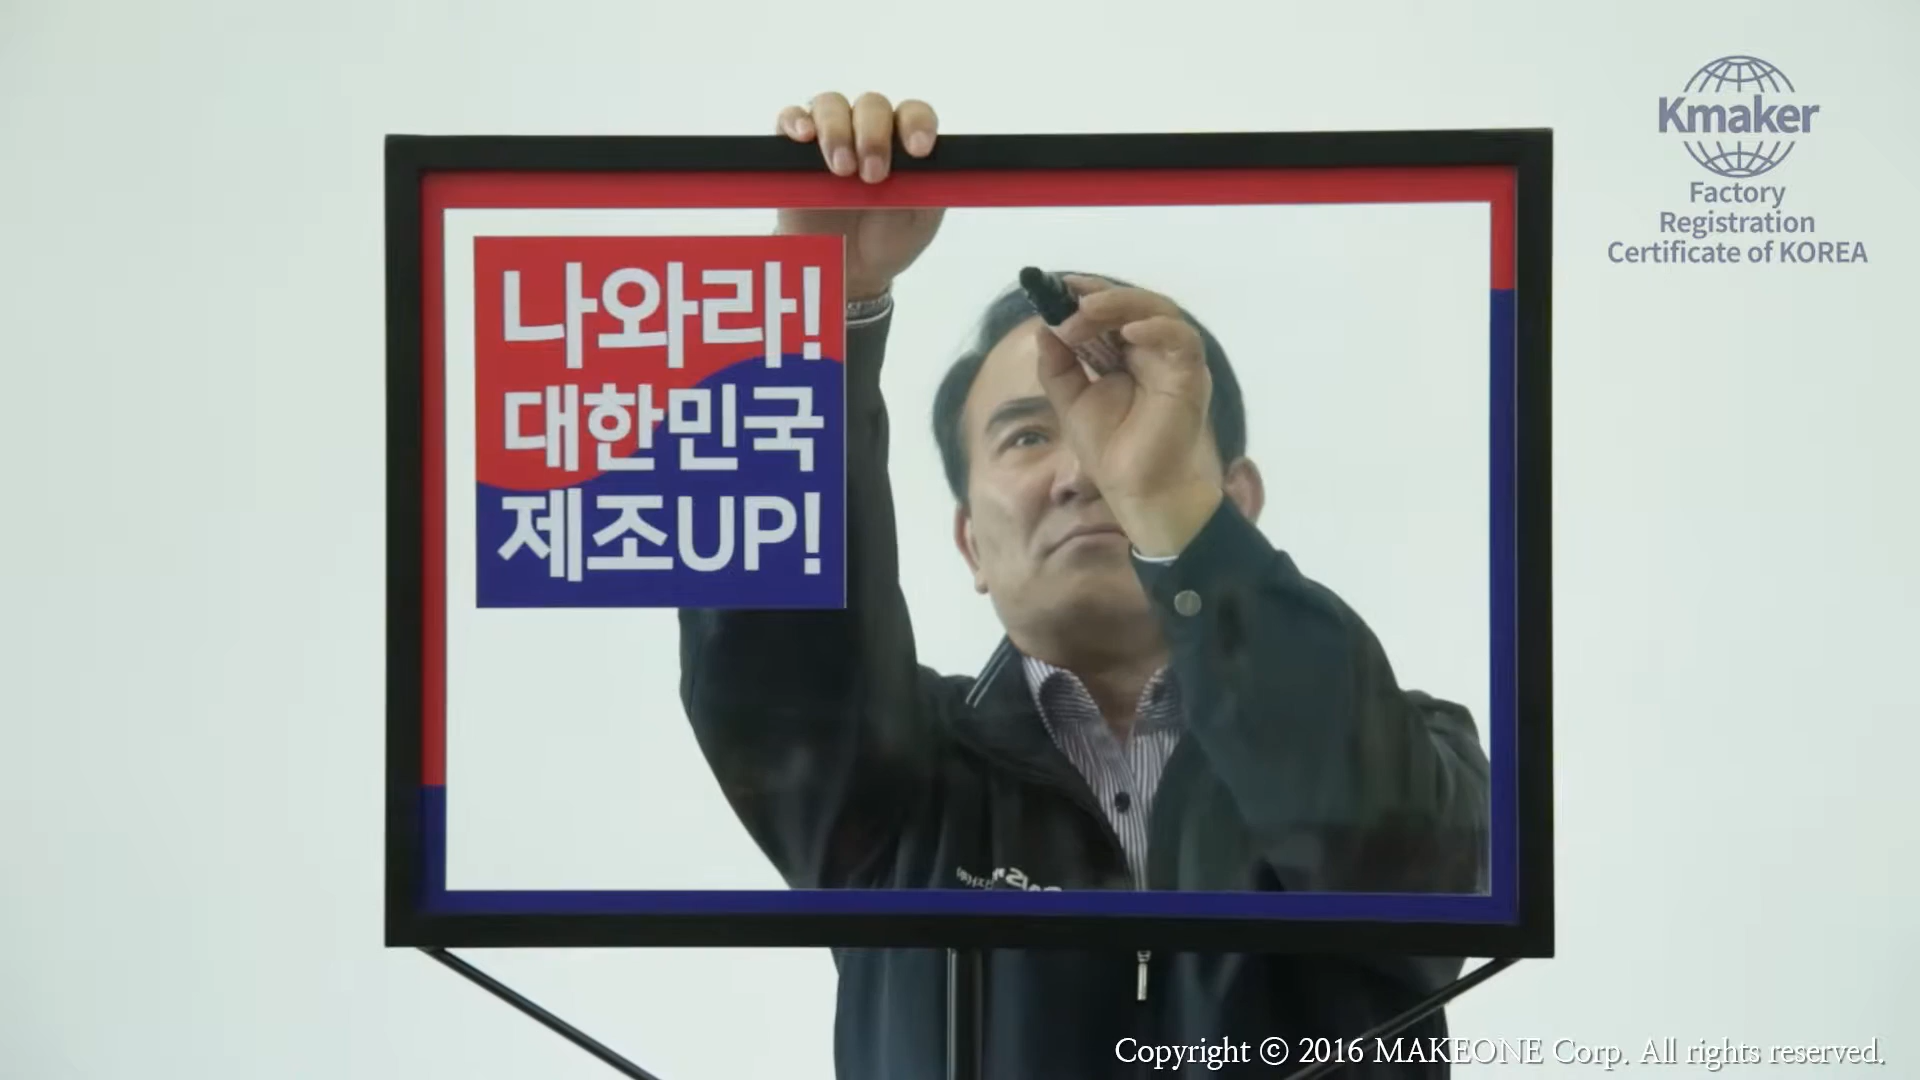 나와라!
대한민국
제조UP!
Kmaker
Factory
Registration
Certificate of KOREA
Copyright © 2016 MAKEONE Corp. All rights reserved.